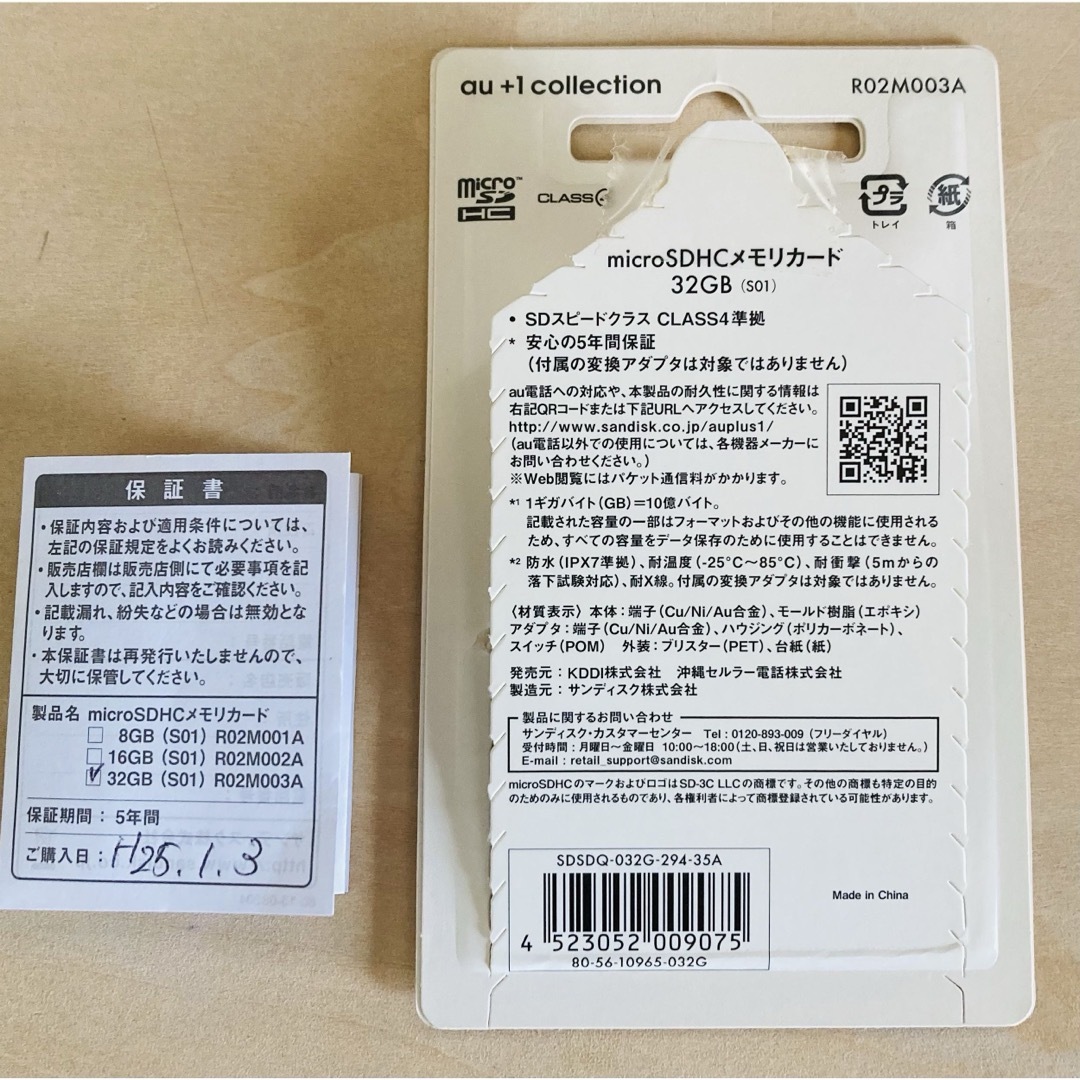 au +1 collection
R02M003A
micro SD HC
CLASS
プラ
トレイ
紙
箱
microSDHCメモリカード
32GB (S01)
• SDスピードクラス CLASS4準拠
* 安心の5年間保証
(付属の変換アダプタは対象ではありません)
au電話への対応や、本製品の耐久性に関する情報は
右記QRコードまたは下記URLへアクセスしてください。
http://www.sandisk.co.jp/auplus1/
(au電話以外での使用については、各機器メーカーに
お問い合わせください。)
※Web閲覧にはパケット通信料がかかります。
*1 1ギガバイト(GB)=10億バイト。
記載された容量の一部はフォーマットおよびその他の機能に使用される
ため、すべての容量をデータ保存のために使用することはできません。
*2 防水(IPX7準拠)、耐温度(-25°C〜85°C)、耐衝撃(5mからの
落下試験対応)、耐X線。付属の変換アダプタは対象ではありません。
〈材質表示〉本体:端子(Cu/Ni/Au合金)、モールド樹脂(エポキシ)
アダプタ:端子(Cu/Ni/Au合金)、ハウジング(ポリカーボネート)、
スイッチ(POM) 外装:ブリスター(PET)、台紙(紙)
発売元:KDDI株式会社 沖縄セルラー電話株式会社
製造元:サンディスク株式会社
製品に関するお問い合わせ
サンディスク・カスタマーセンター Tel:0120-893-009 (フリーダイヤル)
受付時間:月曜日〜金曜日 10:00〜18:00(土、日、祝日は営業いたしておりません。)
E-mail : retail_support@sandisk.com
microSDHCのマークおよびロゴはSD-3C LLCの商標です。その他の商標も特定の目的
のためのみに使用されるものであり、各権利者によって商標登録されている可能性があります。
SDSDQ-032G-294-35A
4 523052 009075
80-56-10965-032G
Made in China
保証書
・保証内容および適用条件については、
左記の保証規定をよくお読みください。
・販売店欄は販売店側にて必要事項を記
入しますので、記入内容をご確認ください。
・記載漏れ、紛失などの場合は無効とな
ります。
・本保証書は再発行いたしませんので、
大切に保管してください。
製品名 microSDHCメモリカード
8GB (S01) R02M001A
16GB (S01) R02M002A
32GB (S01) R02M003A
保証期間:5年間
ご購入日:H25.1.3